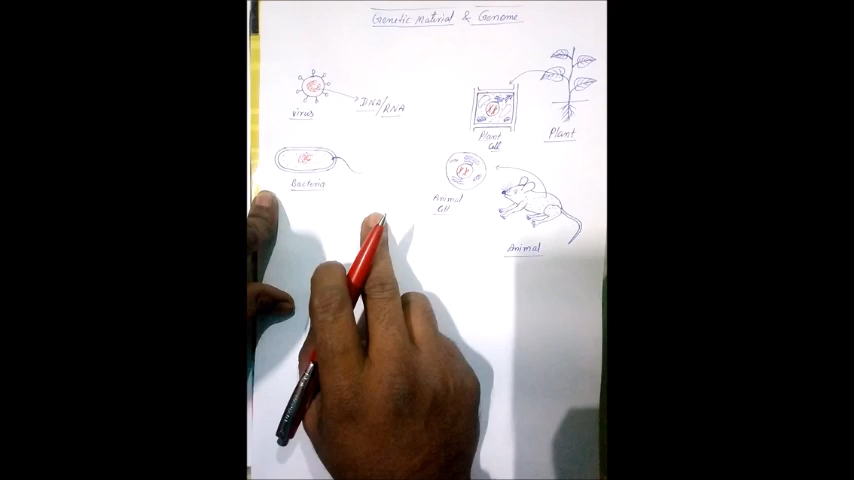 Genetic Material & Genome
DNA/RNA
Virus
Plant
Cell
Plant
Bacteria
Animal
Cell
Animal